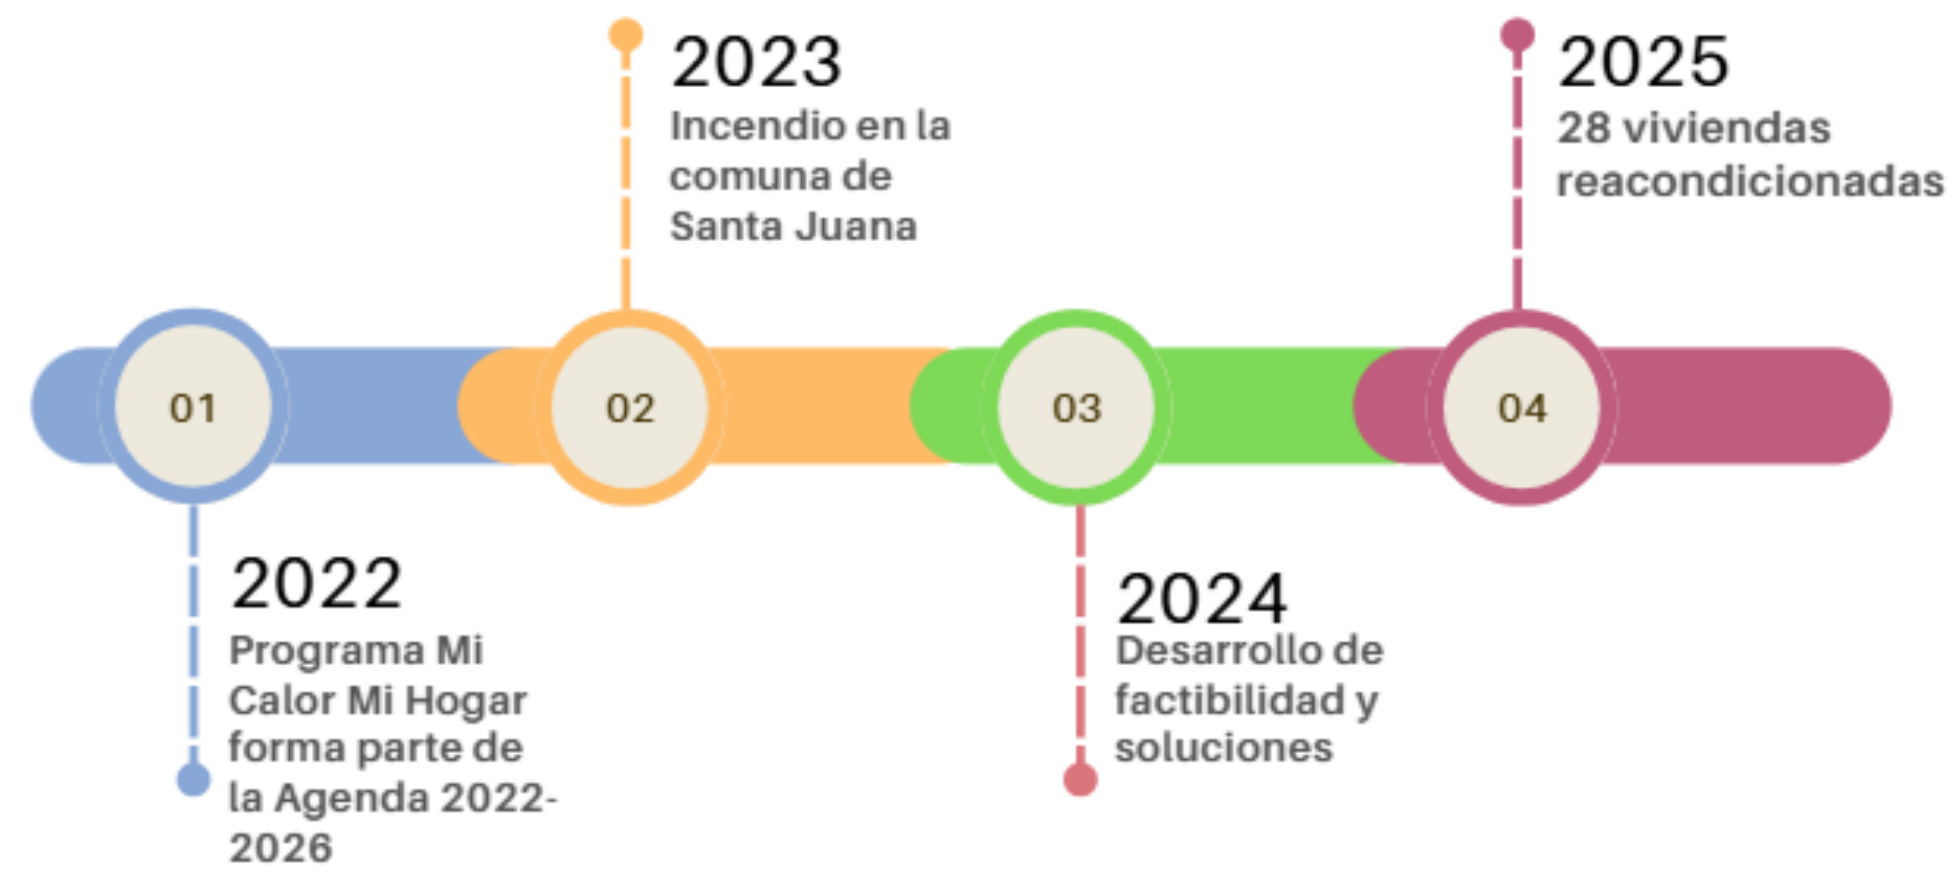 2023
Incendio en la
comuna de
Santa Juana
2025
28 viviendas
reacondicionadas
01
02
03
04
2022
Programa Mi
Calor Mi Hogar
forma parte de
la Agenda 2022-
2026
2024
Desarrollo de
factibilidad y
soluciones